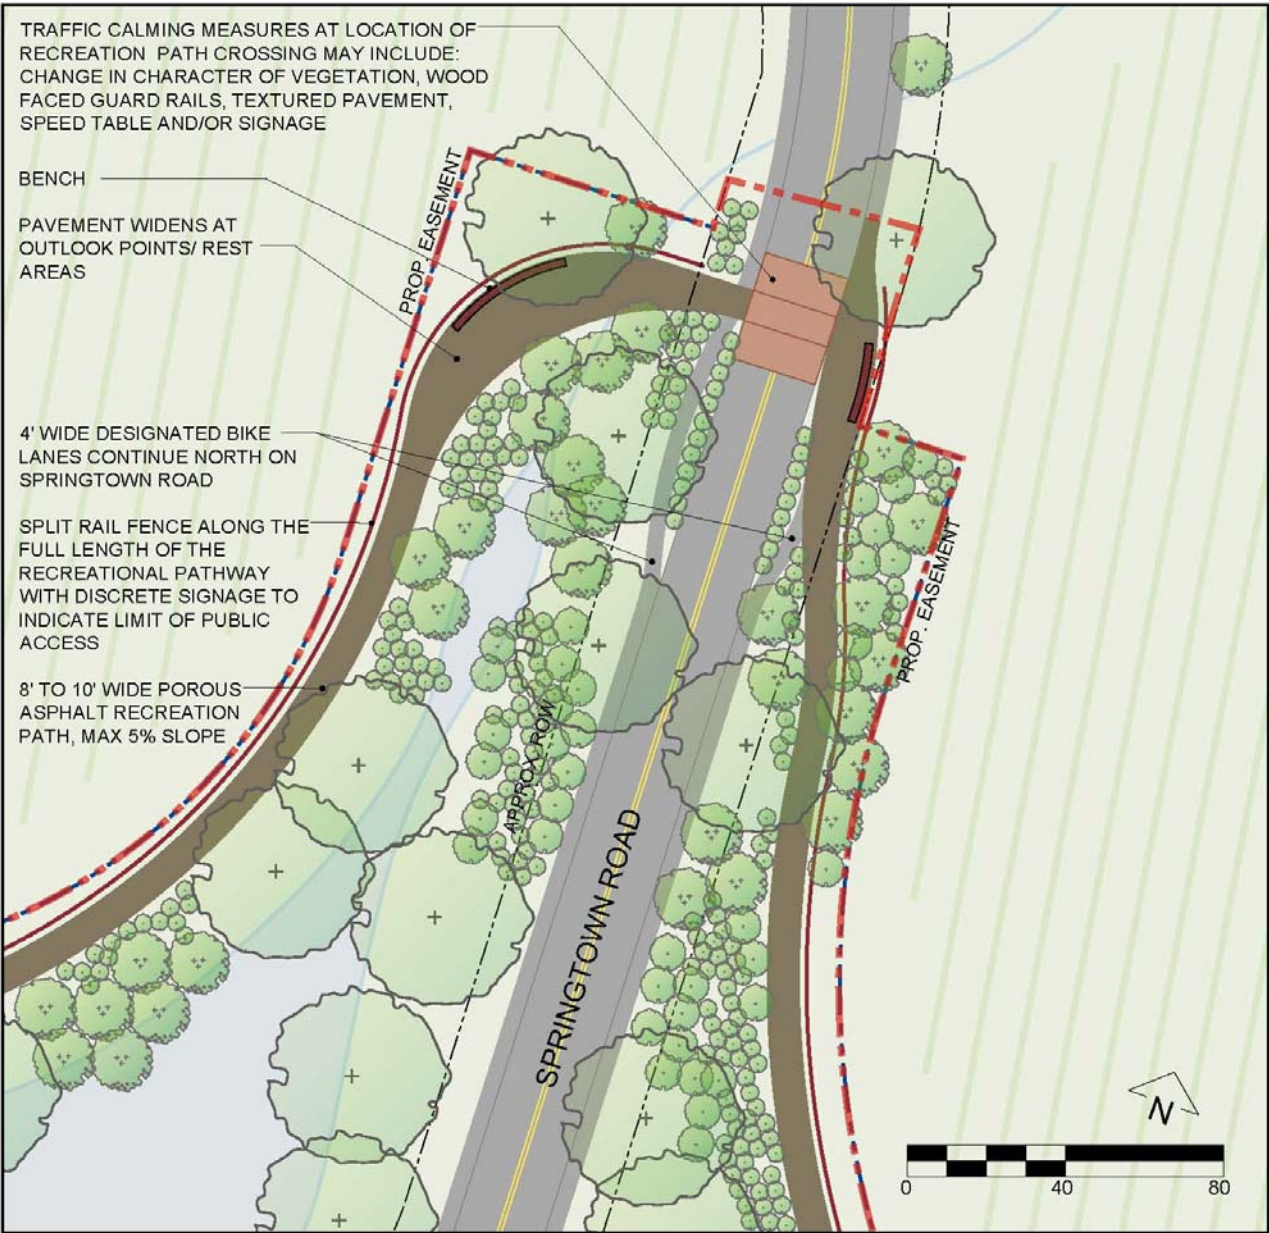 TRAFFIC CALMING MEASURES AT LOCATION OF
RECREATION PATH CROSSING MAY INCLUDE:
CHANGE IN CHARACTER OF VEGETATION, WOOD
FACED GUARD RAILS, TEXTURED PAVEMENT,
SPEED TABLE AND/OR SIGNAGE
BENCH
PAVEMENT WIDENS AT
OUTLOOK POINTS/ REST
AREAS
PROP. EASEMENT
4' WIDE DESIGNATED BIKE
LANES CONTINUE NORTH ON
SPRINGTOWN ROAD
SPLIT RAIL FENCE ALONG THE
FULL LENGTH OF THE
RECREATIONAL PATHWAY
WITH DISCRETE SIGNAGE TO
INDICATE LIMIT OF PUBLIC
ACCESS
8' TO 10' WIDE POROUS
ASPHALT RECREATION
PATH, MAX 5% SLOPE
PROP. EASEMENT
APPROX. ROW
SPRINGTOWN ROAD
N
0 40 80